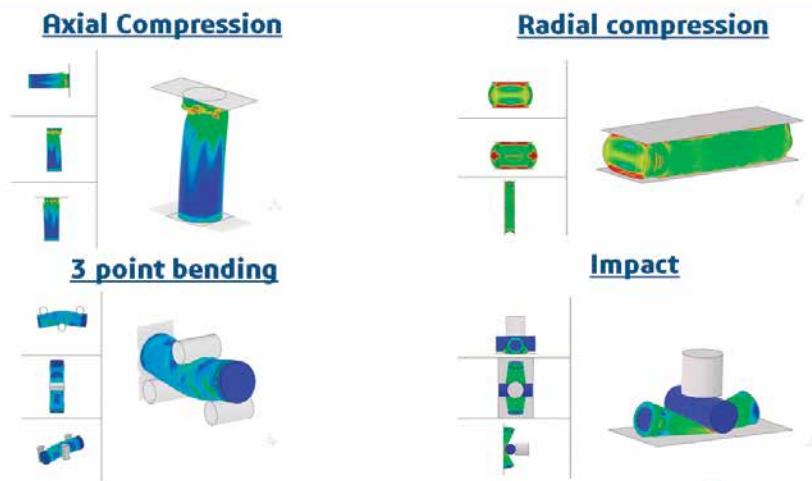 Axial Compression
Radial compression
3 point bending
Impact